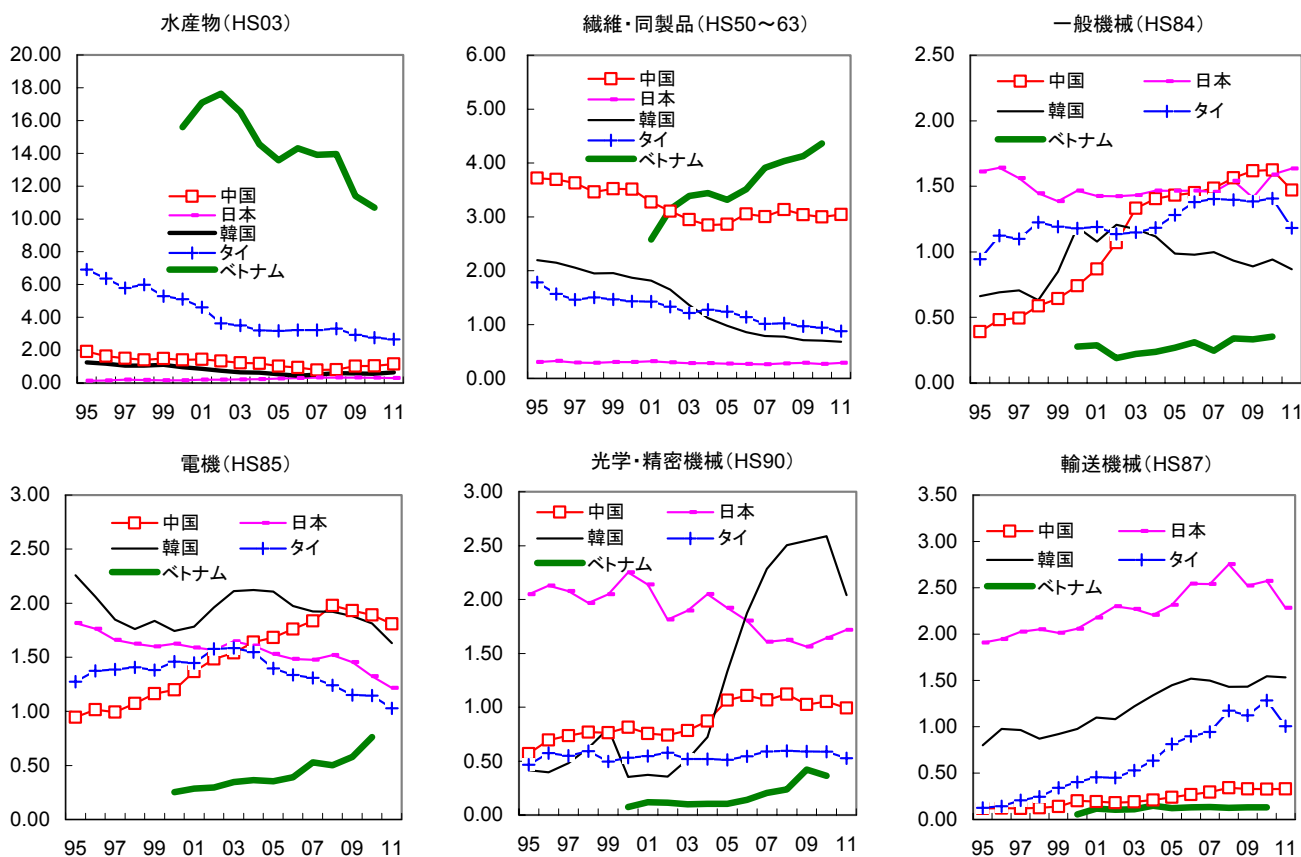 水産物(HS03)
20.00
18.00
16.00
14.00
12.00
10.00
8.00
6.00
4.00
2.00
0.00
中国
日本
韓国
タイ
ベトナム
95 97 99 01 03 05 07 09 11
繊維・同製品(HS50～63)
6.00
5.00
4.00
3.00
2.00
1.00
0.00
中国
日本
韓国
タイ
ベトナム
95 97 99 01 03 05 07 09 11
一般機械(HS84)
2.50
2.00
1.50
1.00
0.50
0.00
中国 日本
韓国 タイ
ベトナム
95 97 99 01 03 05 07 09 11
電機(HS85)
3.00
2.50
2.00
1.50
1.00
0.50
0.00
中国 日本
韓国 タイ
ベトナム
95 97 99 01 03 05 07 09 11
光学・精密機械(HS90)
3.00
2.50
2.00
1.50
1.00
0.50
0.00
中国 日本
韓国 タイ
ベトナム
95 97 99 01 03 05 07 09 11
輸送機械(HS87)
3.50
3.00
2.50
2.00
1.50
1.00
0.50
0.00
中国 日本
韓国 タイ
ベトナム
95 97 99 01 03 05 07 09 11